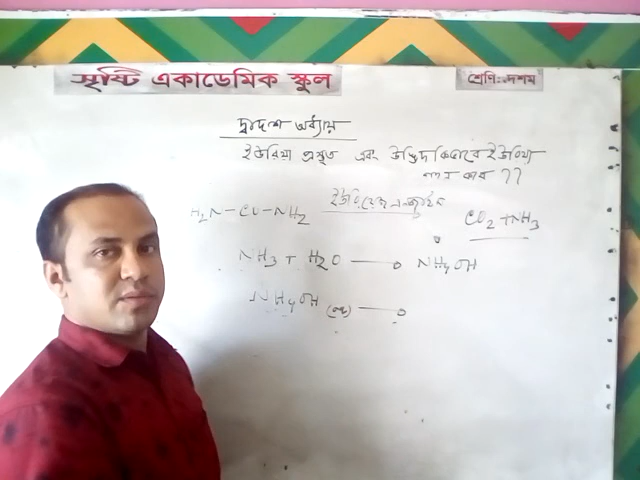 সৃষ্টি একাডেমিক স্কুল
শ্রেণি: দশম
দ্বাদশ অধ্যায়
ইউরিয়া প্রস্তুত এবং উদ্ভিদ কিভাবে ইউরিয়া
গ্রহণ করে ??
H₂N - CO - NH₂ ইউরিয়েজ এনজাইম CO₂ + NH₃
NH₃ + H₂O → NH₄OH
NH₄OH →